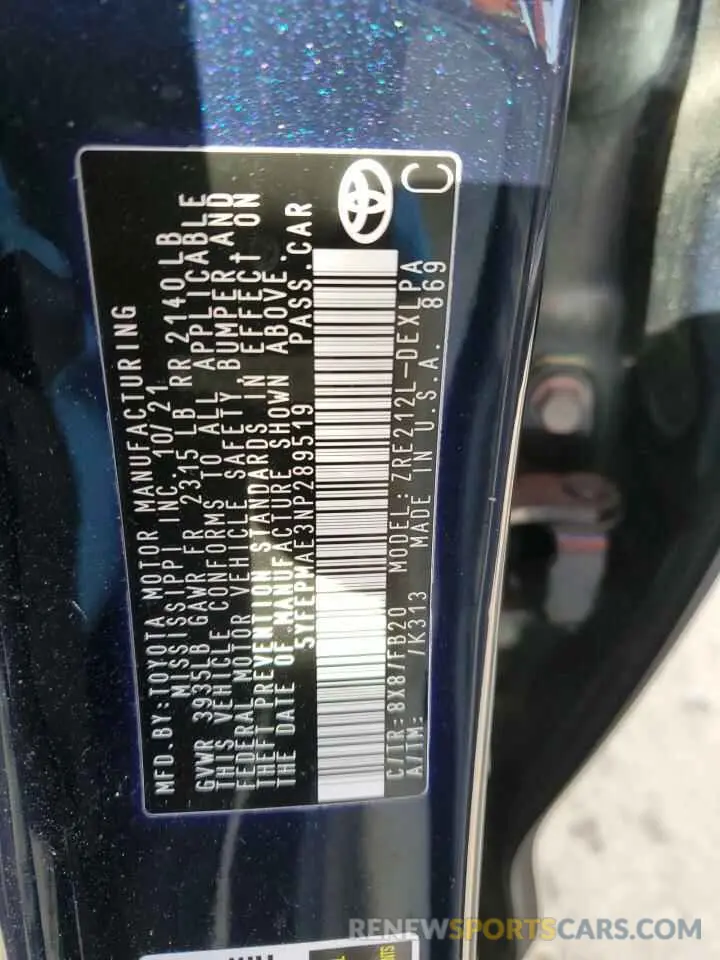 MFD.BY:TOYOTA MOTOR MANUFACTURING
MISSISSIPPI INC. 10/21
GVWR 3935LB GAWR FR 2315 LB RR 2140LB
THIS VEHICLE CONFORMS TO ALL APPLICABLE
FEDERAL MOTOR VEHICLE SAFETY BUMPER AND
THEFT PREVENTION STANDARDS IN EFFECT ON
THE DATE OF MANUFACTURE SHOWN ABOVE.
5YFEPMAE3NP289519 PASS.CAR
C/TR:8X8/FB20 MODEL:ZRE212L-DEXLPA
A/TM: /K313 MADE IN U.S.A. 869
C
RENEWSPORTSCARS.COM